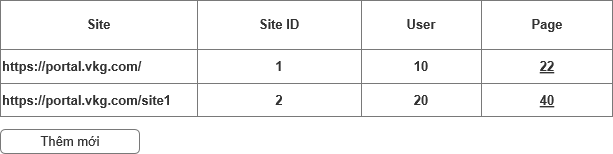 Site Site ID User Page
https://portal.vkg.com/ 1 10 22
https://portal.vkg.com/site1 2 20 40
Thêm mới